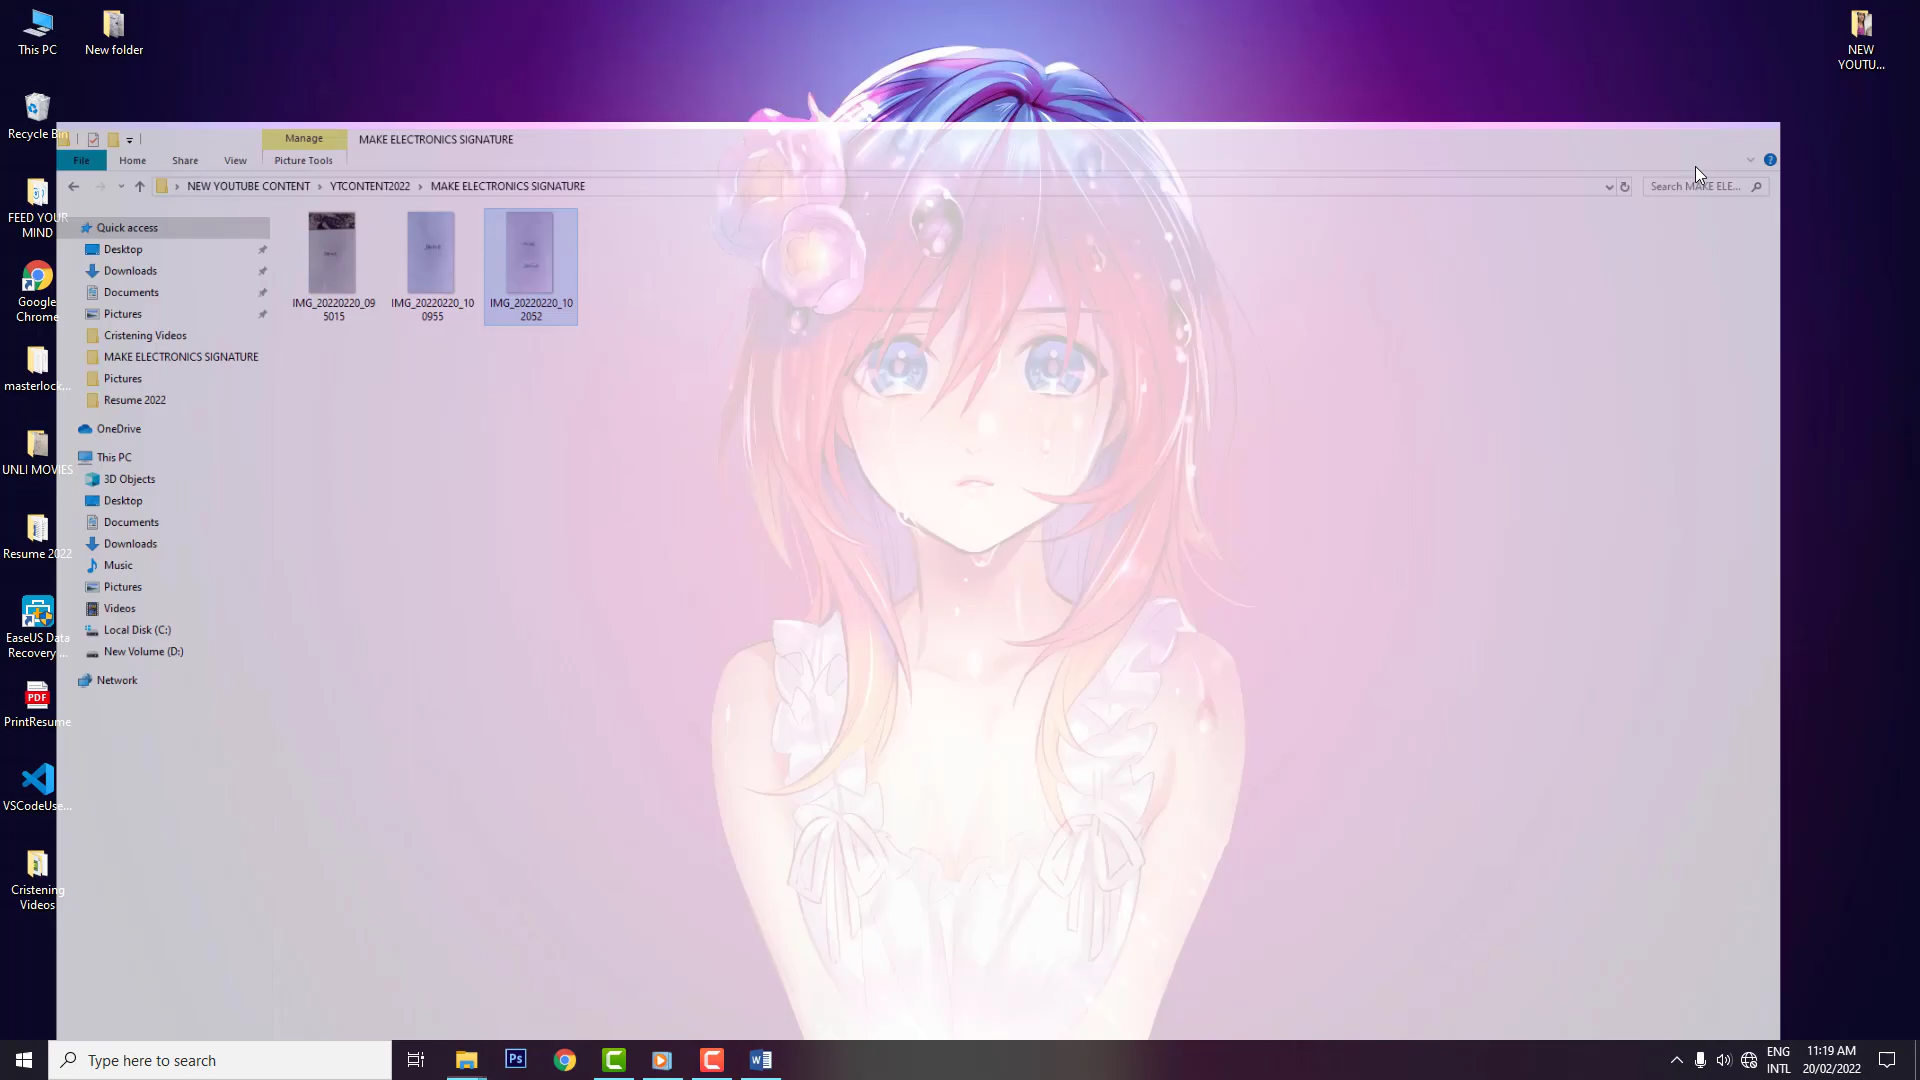 This PC
New folder
NEW
YOUTU...
Recycle Bin
FEED YOUR
MIND
Google
Chrome
masterlock...
UNLI MOVIES
Resume 2022
EaseUS Data
Recovery ...
PrintResume
VSCodeUse...
Cristening
Videos
Manage
MAKE ELECTRONICS SIGNATURE
File
Home
Share
View
Picture Tools
NEW YOUTUBE CONTENT
YTCONTENT2022
MAKE ELECTRONICS SIGNATURE
Search MAKE ELE...
Quick access
Desktop
Downloads
Documents
Pictures
Cristening Videos
MAKE ELECTRONICS SIGNATURE
Pictures
Resume 2022
OneDrive
This PC
3D Objects
Desktop
Documents
Downloads
Music
Pictures
Videos
Local Disk (C:)
New Volume (D:)
Network
IMG_20220220_09
5015
IMG_20220220_10
0955
IMG_20220220_10
2052
PDF
Type here to search
Ps
ENG
INTL
11:19 AM
20/02/2022